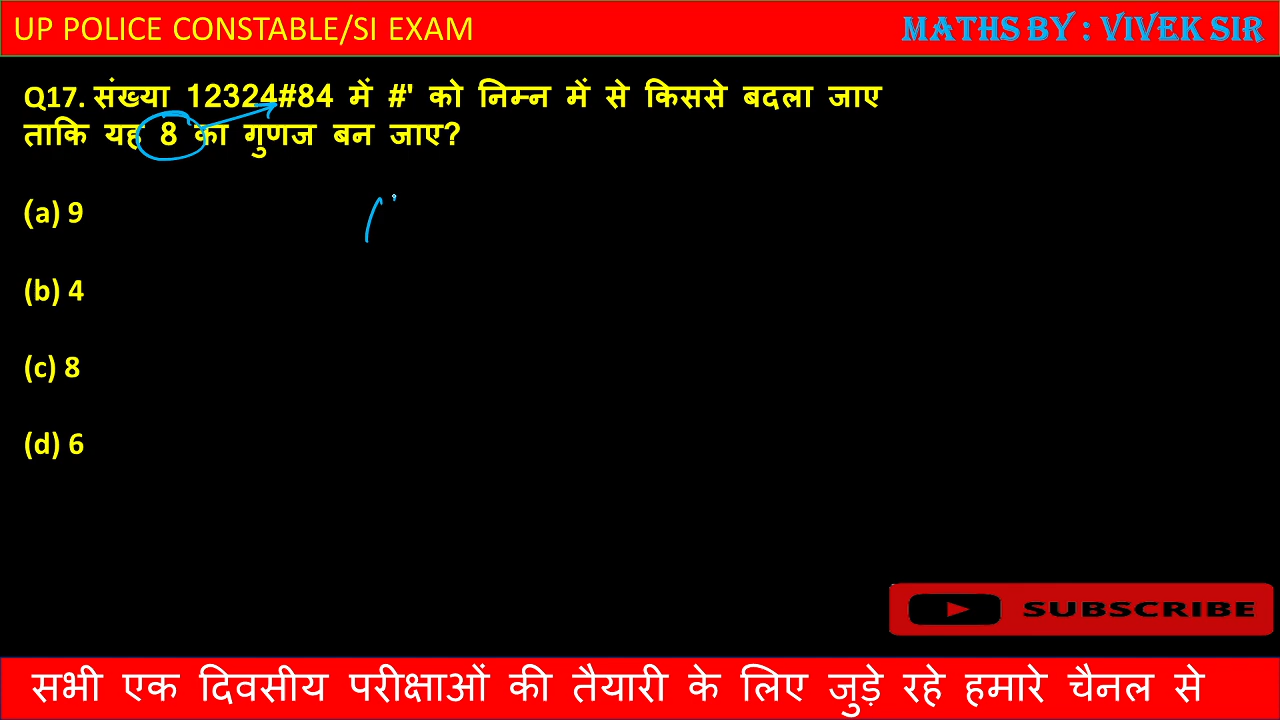 UP POLICE CONSTABLE/SI EXAM
MATHS BY : VIVEK SIR
Q17. संख्या 12324#84 में #' को निम्न में से किससे बदला जाए
ताकि यह 8 का गुणज बन जाए?
(a) 9
(b) 4
(c) 8
(d) 6
SUBSCRIBE
सभी एक दिवसीय परीक्षाओं की तैयारी के लिए जुड़े रहे हमारे चैनल से